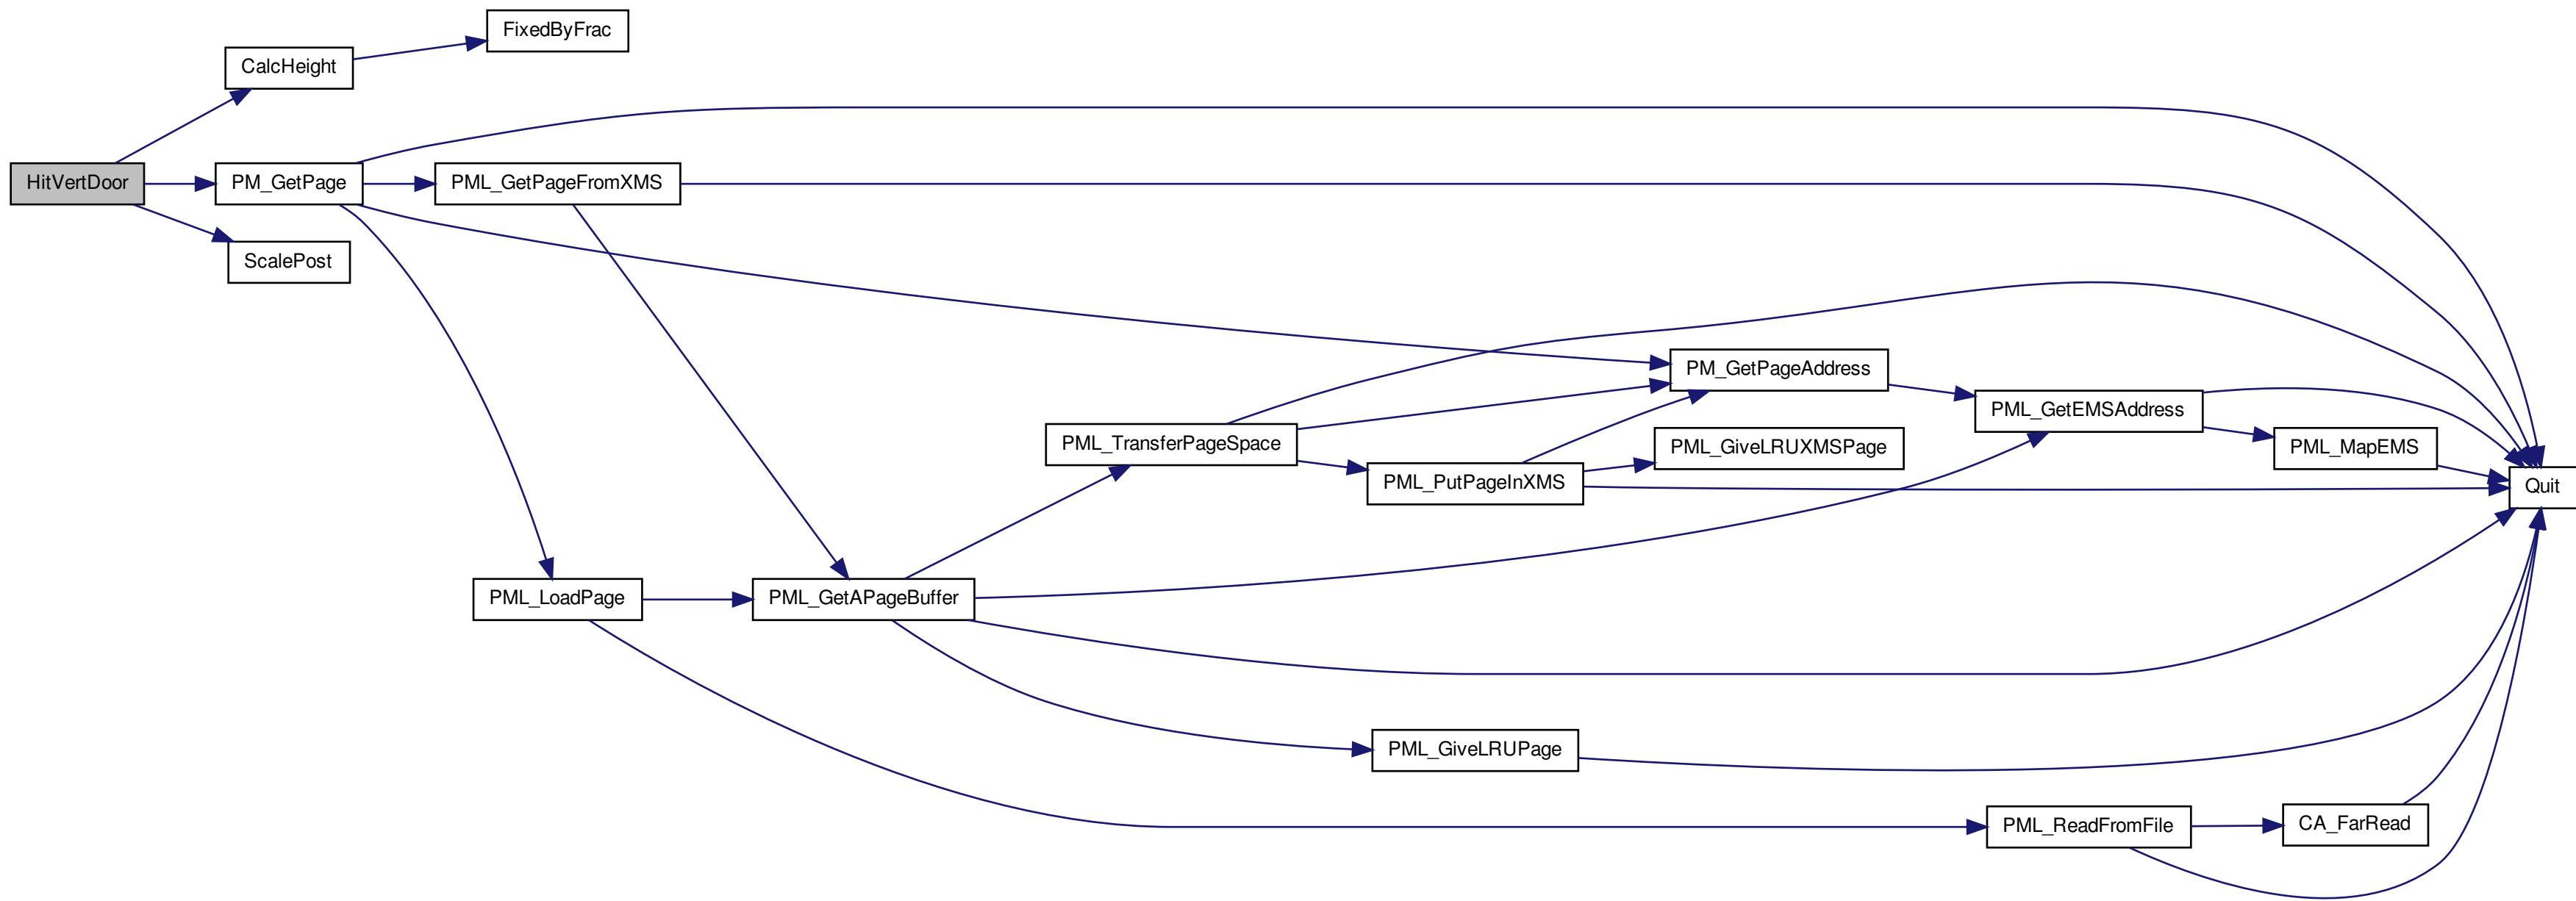 FixedByFrac
CalcHeight
HitVertDoor
PM_GetPage
PML_GetPageFromXMS
ScalePost
PM_GetPageAddress
PML_GetEMSAddress
PML_TransferPageSpace
PML_GiveLRUXMSPage
PML_MapEMS
PML_PutPageInXMS
Quit
PML_LoadPage
PML_GetAPageBuffer
PML_GiveLRUPage
PML_ReadFromFile
CA_FarRead